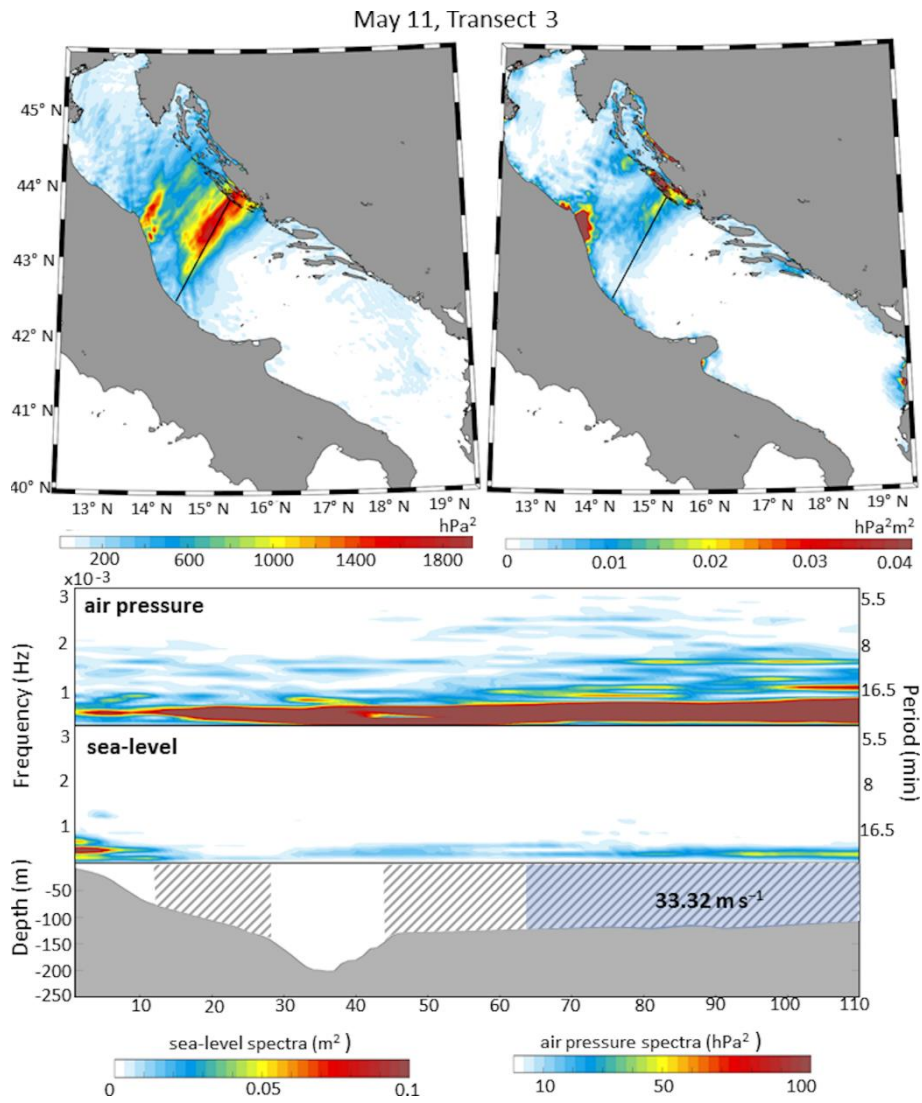 May 11, Transect 3
45° N
44° N
43° N
42° N
41° N
40° N
13° N 14° N 15° N 16° N 17° N 18° N 19° N
13° N 14° N 15° N 16° N 17° N 18° N 19° N
hPa²
200 600 1000 1400 1800
hPa²m²
0 0.01 0.02 0.03 0.04
x10⁻³
air pressure
Frequency (Hz)
3
2
1
5.5
8
16.5
Period (min)
sea-level
3
2
1
5.5
8
16.5
Depth (m)
-50
-100
-150
-200
-250
33.32 m s⁻¹
10 20 30 40 50 60 70 80 90 100 110
sea-level spectra (m²)
0 0.05 0.1
air pressure spectra (hPa²)
10 50 100